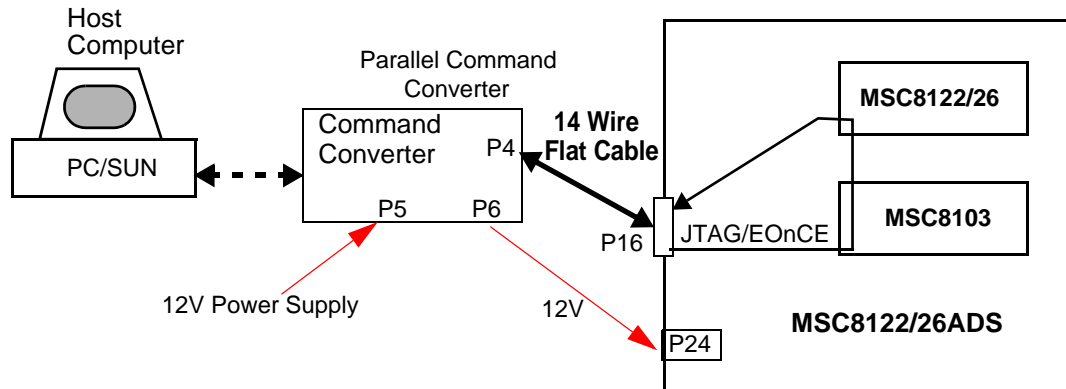 Host
Computer
PC/SUN
Parallel Command
Converter
Command
Converter
P4
P5
P6
14 Wire
Flat Cable
12V Power Supply
12V
P16
JTAG/EOnCE
P24
MSC8122/26
MSC8103
MSC8122/26ADS